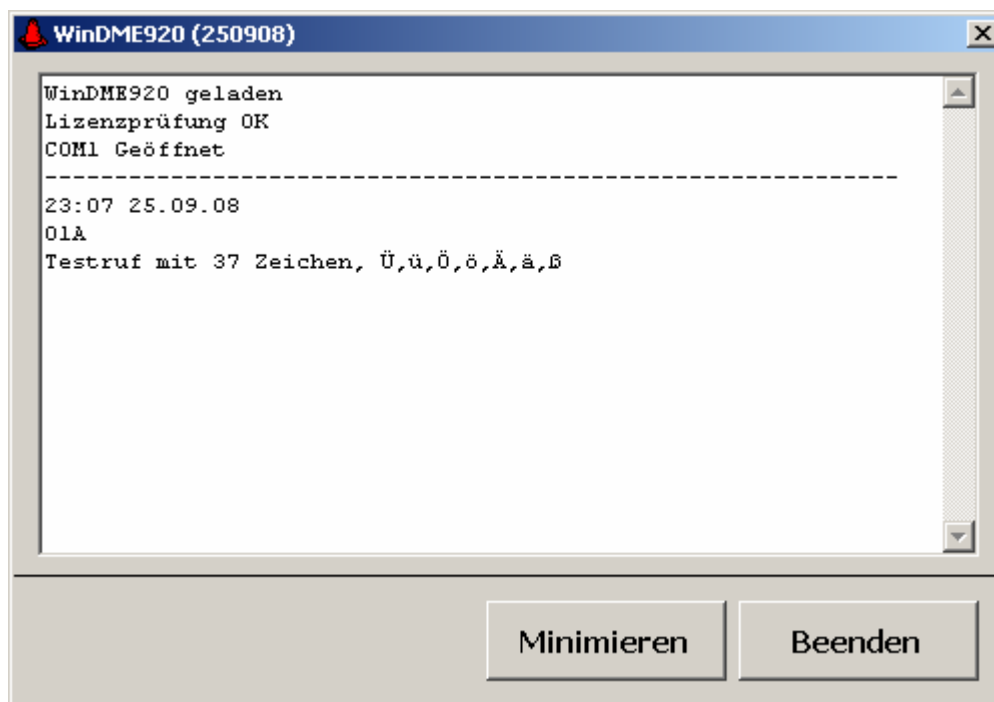 WinDME920 (250908)
WinDME920 geladen
Lizenzprüfung OK
COM1 Geöffnet
-------------------------------------------------------------
23:07 25.09.08
01A
Testruf mit 37 Zeichen, Ü,ü,Ö,ö,Ä,ä,ß
Minimieren
Beenden